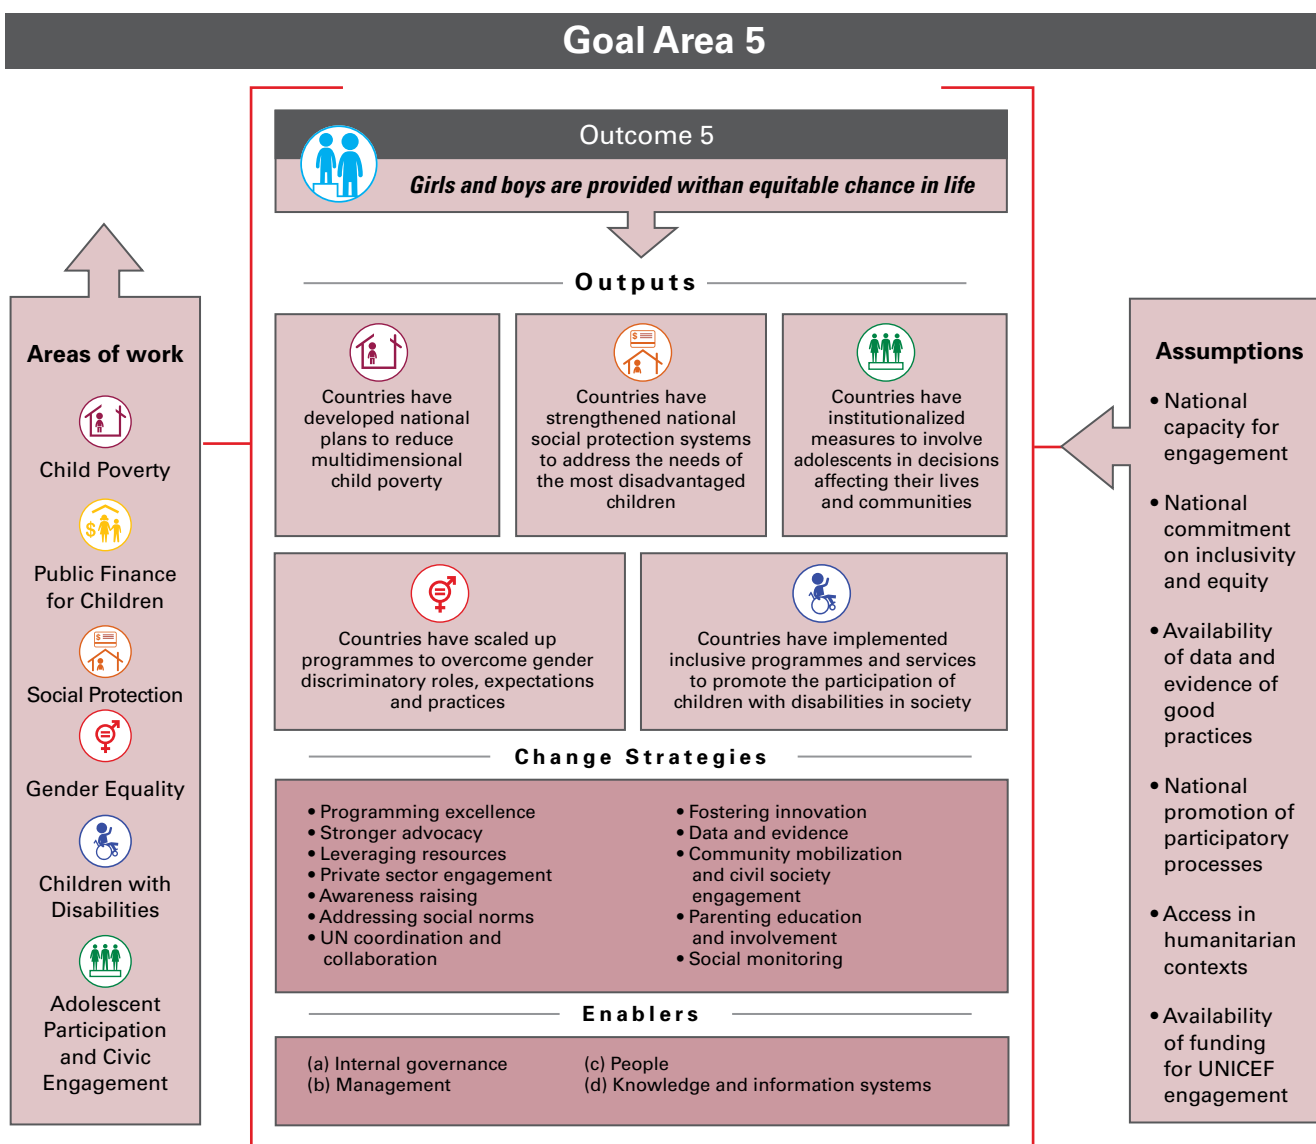 Goal Area 5
Outcome 5
Girls and boys are provided withan equitable chance in life
Outputs
Countries have
developed national
plans to reduce
multidimensional
child poverty
Countries have
strengthened national
social protection systems
to address the needs of
the most disadvantaged
children
Countries have
institutionalized
measures to involve
adolescents in decisions
affecting their lives
and communities
Countries have scaled up
programmes to overcome gender
discriminatory roles, expectations
and practices
Countries have implemented
inclusive programmes and services
to promote the participation of
children with disabilities in society
Change Strategies
• Programming excellence
• Stronger advocacy
• Leveraging resources
• Private sector engagement
• Awareness raising
• Addressing social norms
• UN coordination and
collaboration
• Fostering innovation
• Data and evidence
• Community mobilization
and civil society
engagement
• Parenting education
and involvement
• Social monitoring
Enablers
(a) Internal governance
(b) Management
(c) People
(d) Knowledge and information systems
Areas of work
Child Poverty
$
Public Finance
for Children
$
Social Protection
Gender Equality
Children with
Disabilities
Adolescent
Participation
and Civic
Engagement
Assumptions
• National
capacity for
engagement
• National
commitment
on inclusivity
and equity
• Availability
of data and
evidence of
good
practices
• National
promotion of
participatory
processes
• Access in
humanitarian
contexts
• Availability
of funding
for UNICEF
engagement